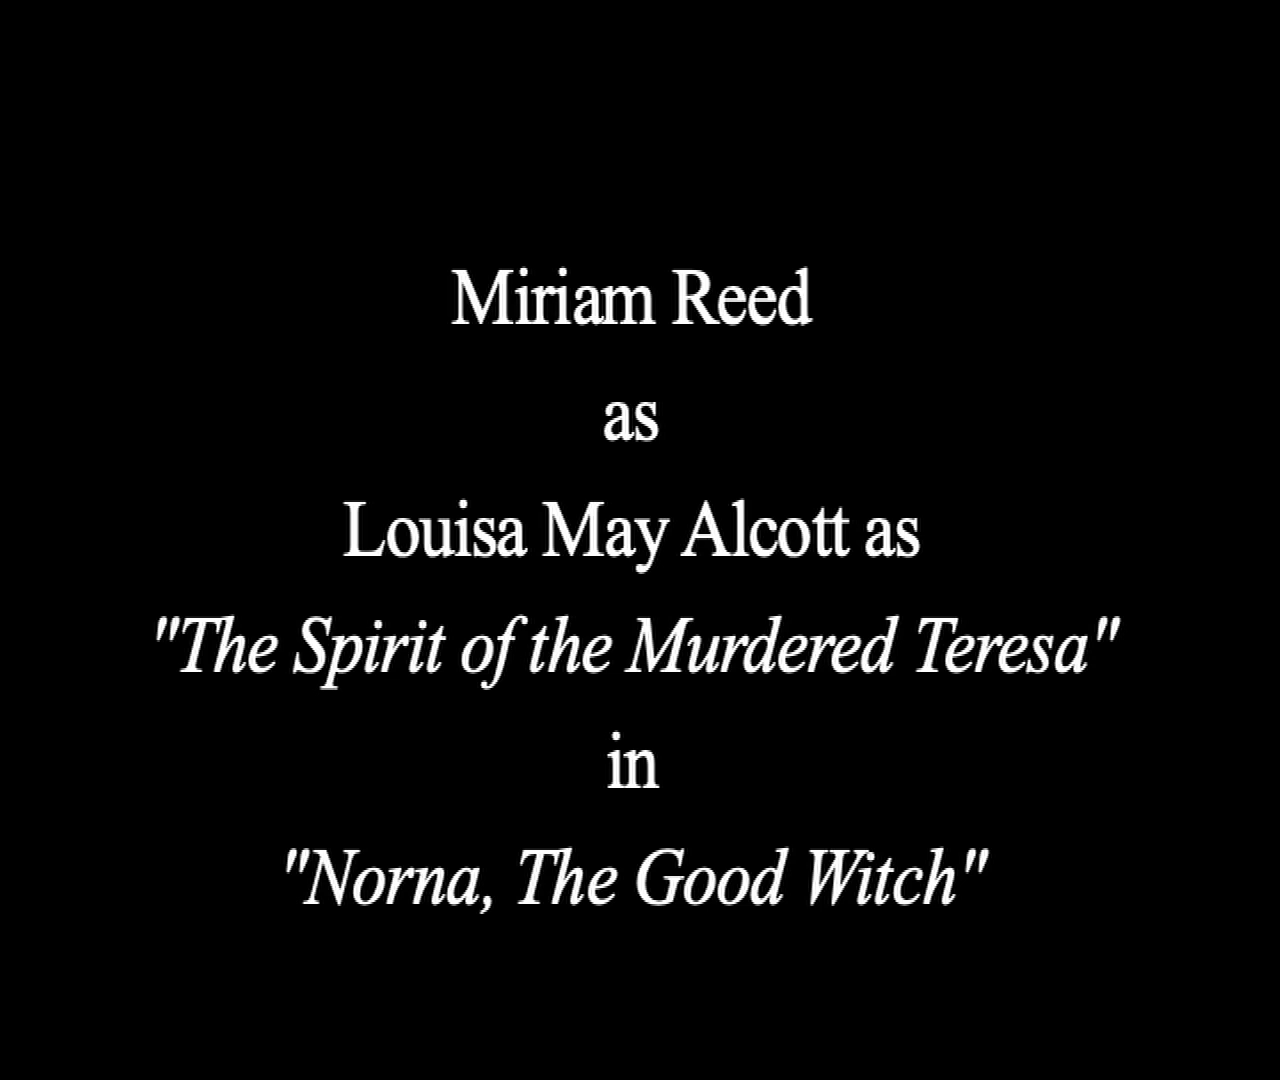 Miriam Reed
as
Louisa May Alcott as
"The Spirit of the Murdered Teresa"
in
"Norna, The Good Witch"